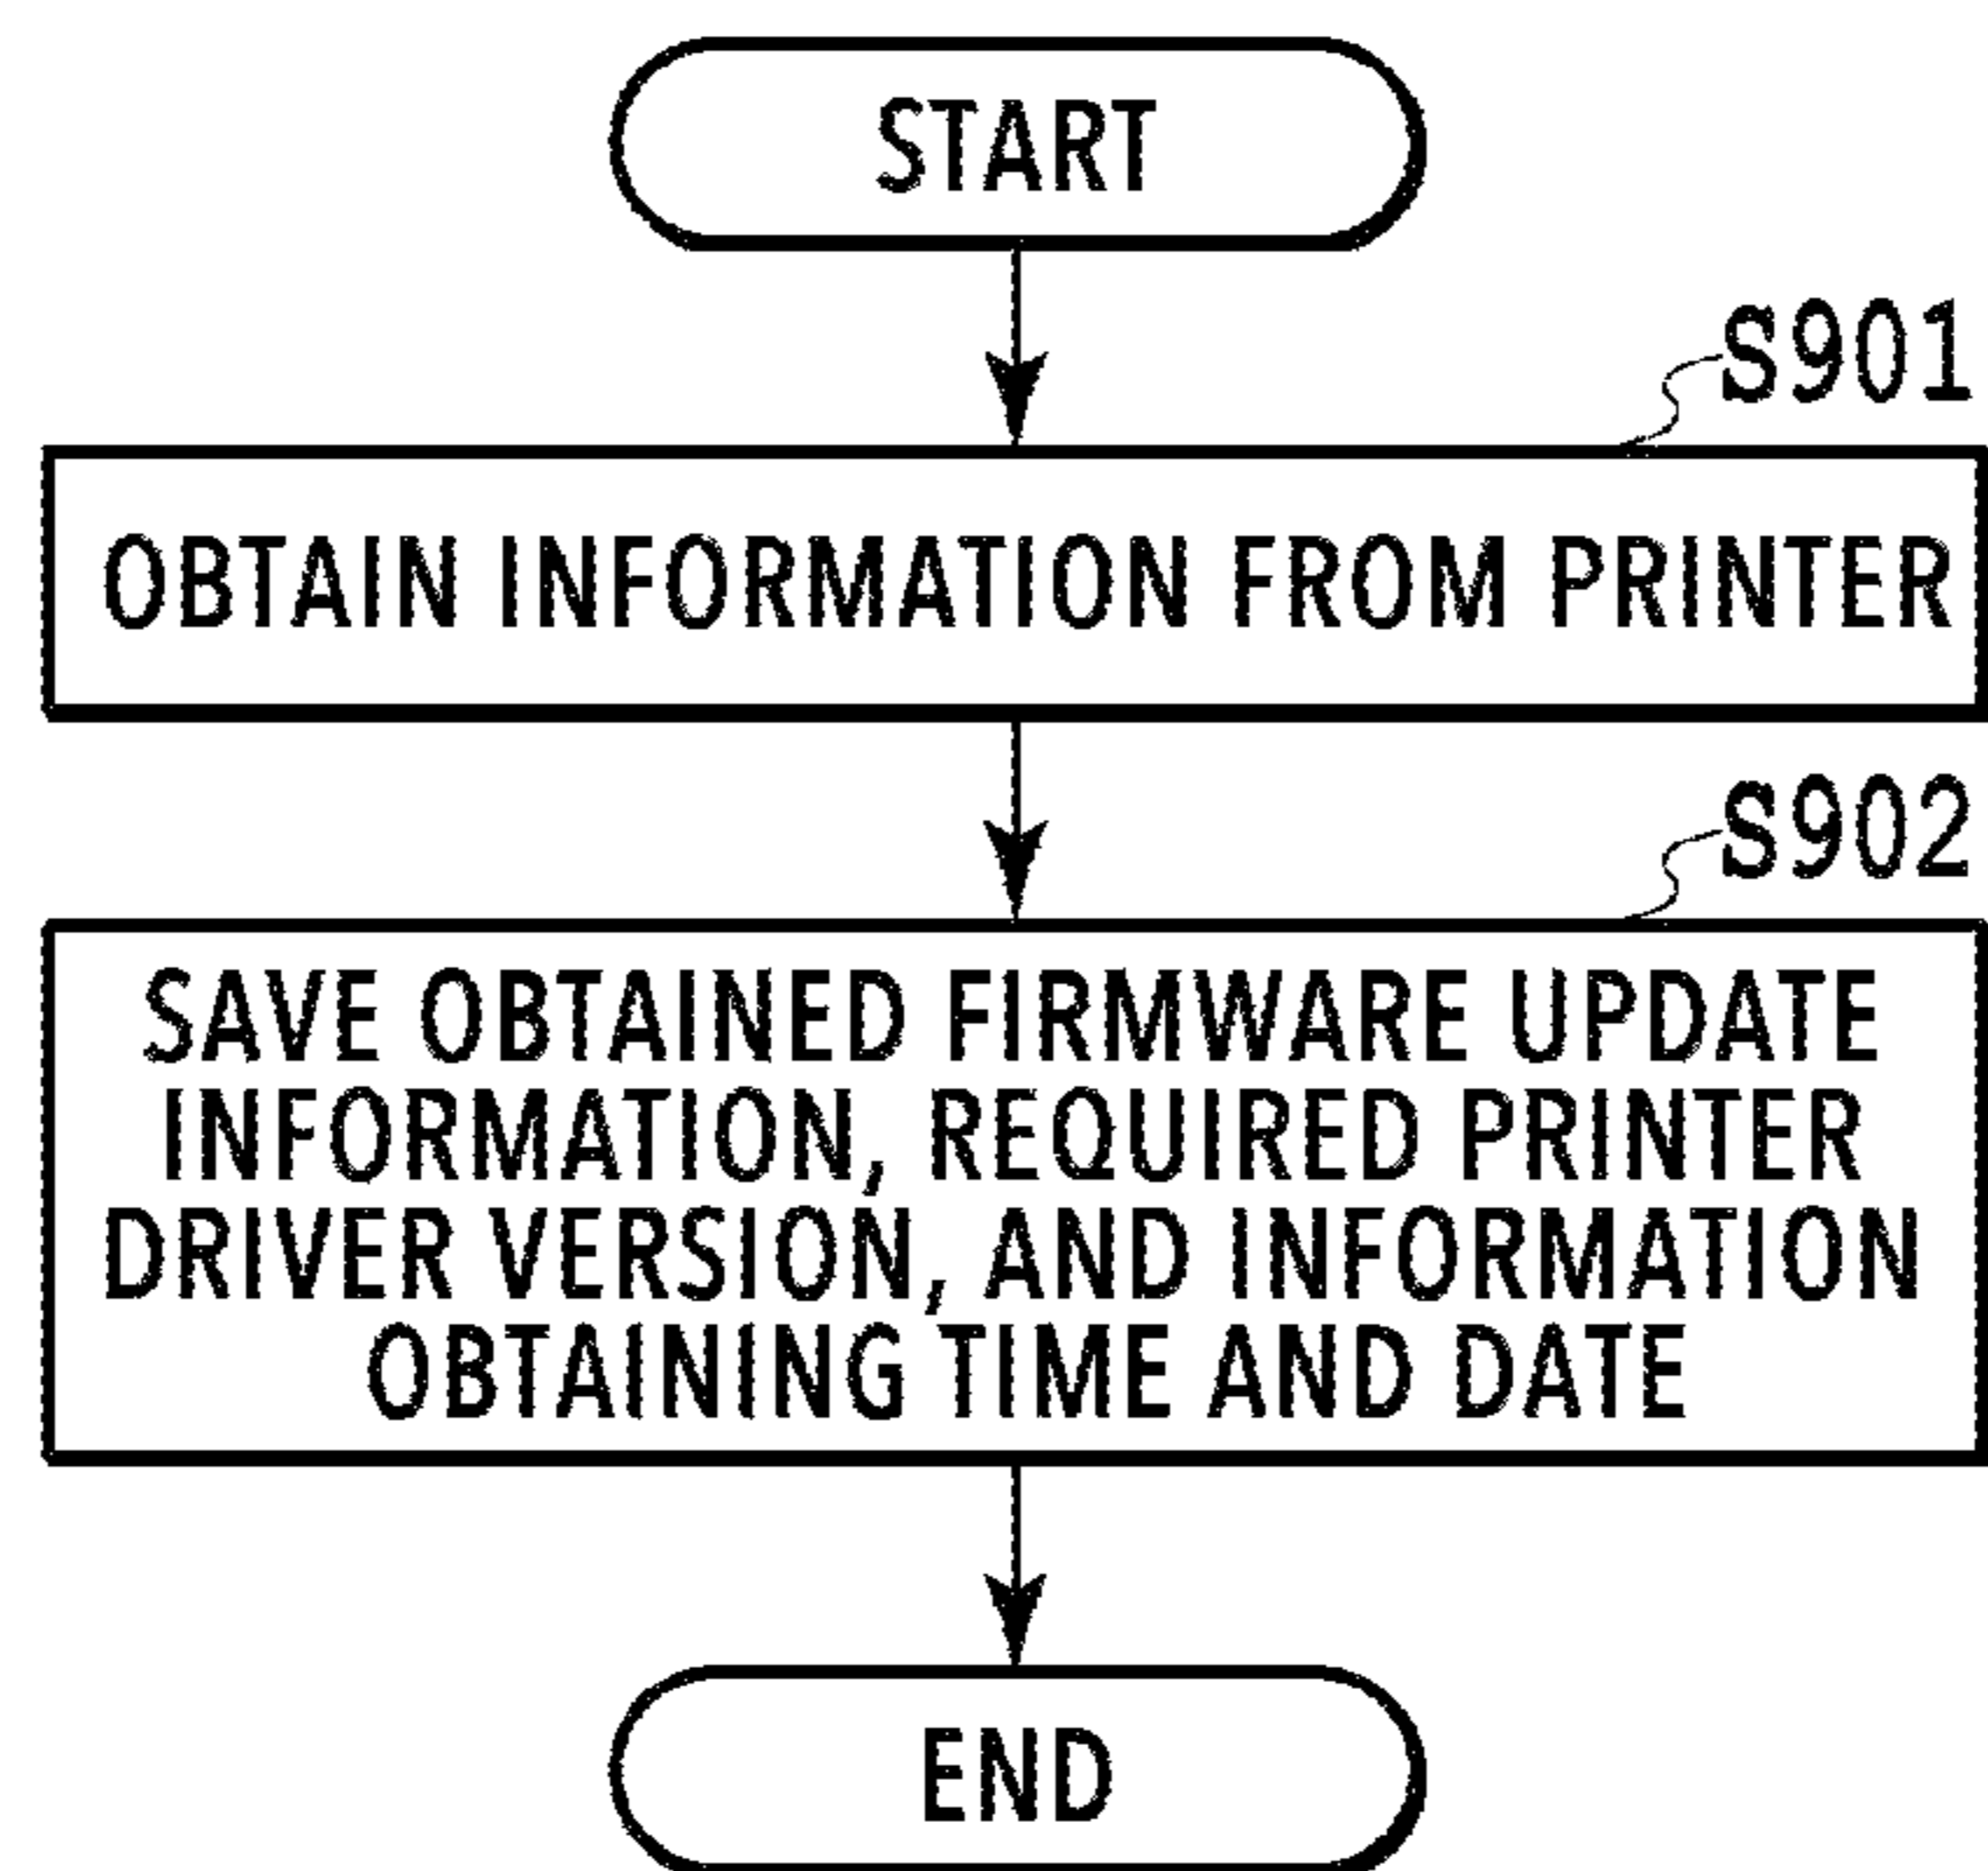 START
S901
OBTAIN INFORMATION FROM PRINTER
S902
SAVE OBTAINED FIRMWARE UPDATE
INFORMATION, REQUIRED PRINTER
DRIVER VERSION, AND INFORMATION
OBTAINING TIME AND DATE
END